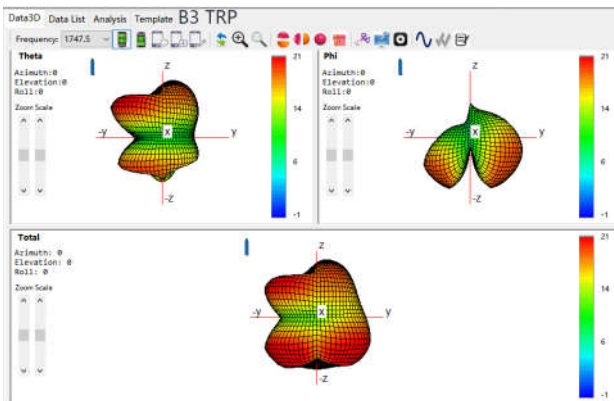 Data3D Data List Analysis Template B3 TRP
Frequency: 1747.5
Theta
Azimuth:0
Elevation:0
Roll:0
Zoom Scale
z
-y
x
y
-z
21
14
6
-1
Phi
Azimuth:0
Elevation:0
Roll:0
Zoom Scale
z
-y
x
y
-z
21
14
6
-1
Total
Azimuth: 0
Elevation: 0
Roll: 0
Zoom Scale
z
-y
x
y
-z
21
14
6
-1